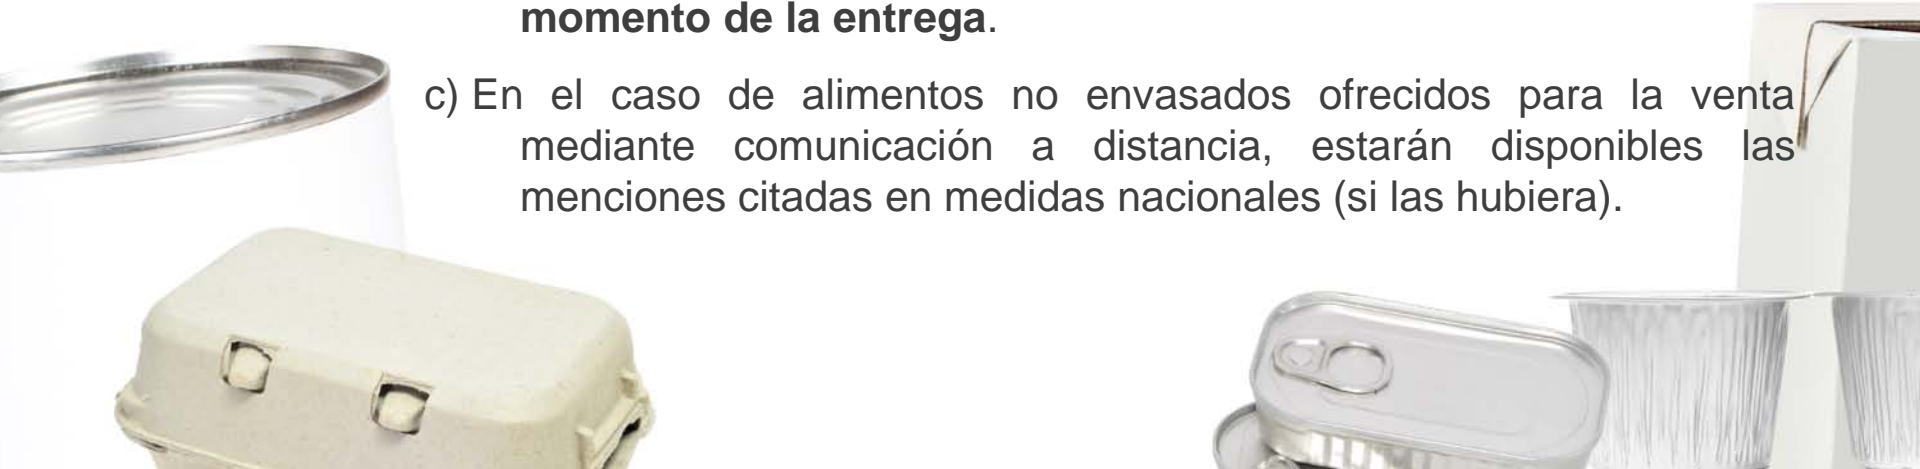 momento de la entrega.
c) En el caso de alimentos no envasados ofrecidos para la venta
mediante comunicación a distancia, estarán disponibles las
menciones citadas en medidas nacionales (si las hubiera).